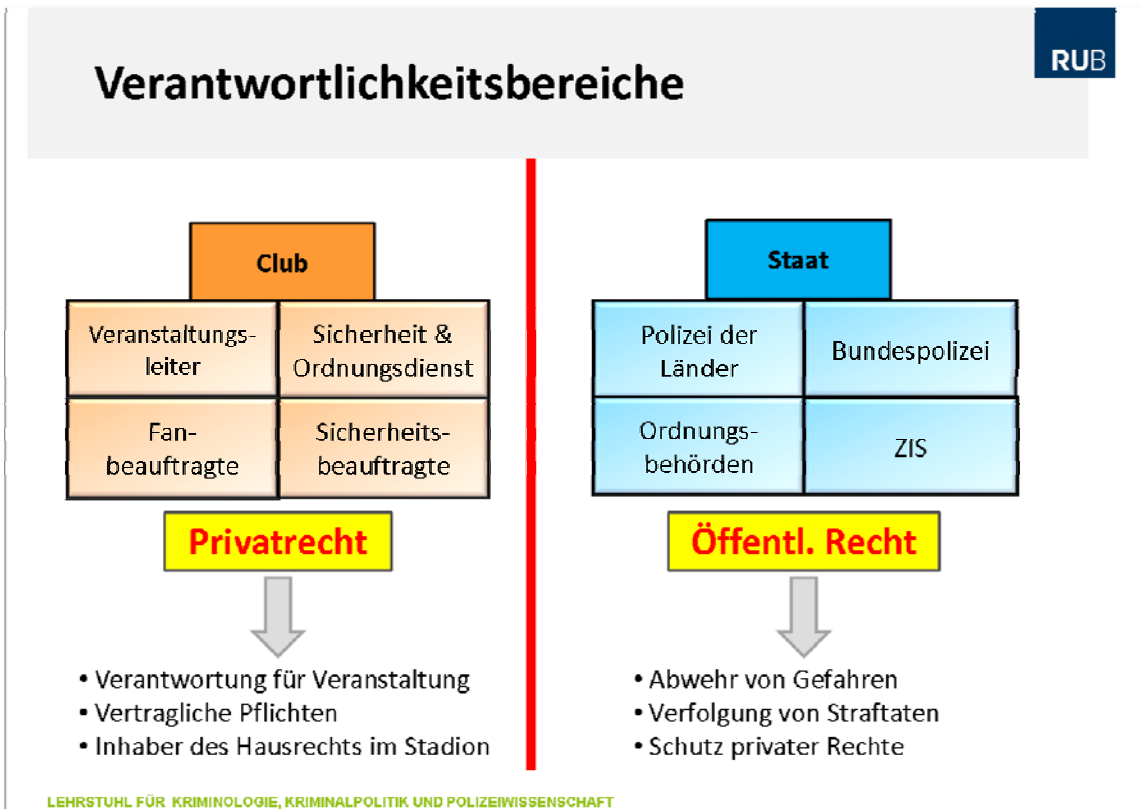 RUB
Verantwortlichkeitsbereiche
Club
Veranstaltungs-
leiter
Sicherheit &
Ordnungsdienst
Fan-
beauftragte
Sicherheits-
beauftragte
Privatrecht
• Verantwortung für Veranstaltung
• Vertragliche Pflichten
• Inhaber des Hausrechts im Stadion
Staat
Polizei der
Länder
Bundespolizei
Ordnungs-
behörden
ZIS
Öffentl. Recht
• Abwehr von Gefahren
• Verfolgung von Straftaten
• Schutz privater Rechte
LEHRSTUHL FÜR KRIMINOLOGIE, KRIMINALPOLITIK UND POLIZEIWISSENSCHAFT